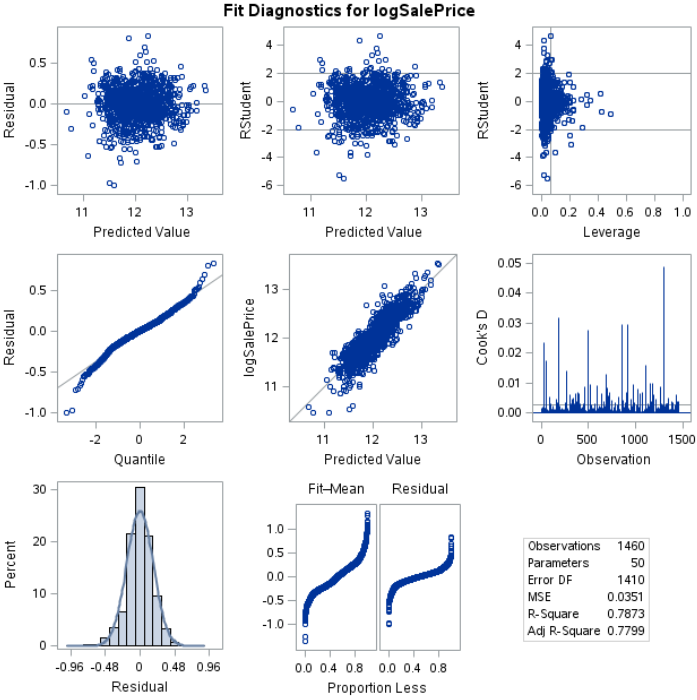 Fit Diagnostics for logSalePrice
0.5
0.0
-0.5
-1.0
Residual
11
12
13
Predicted Value
4
2
0
-2
-4
-6
RStudent
11
12
13
Predicted Value
4
2
0
-2
-4
-6
RStudent
0.0 0.2 0.4 0.6 0.8 1.0
Leverage
0.5
0.0
-0.5
-1.0
Residual
-2
0
2
Quantile
13
12
11
logSalePrice
11
12
13
Predicted Value
0.05
0.04
0.03
0.02
0.01
0.00
Cook's D
0
500
1000
1500
Observation
30
20
10
0
Percent
-0.96 -0.48 0 0.48 0.96
Residual
Fit–Mean
Residual
1.0
0.5
0.0
-0.5
-1.0
0.0 0.4 0.8
0.0 0.4 0.8
Proportion Less
Observations 1460
Parameters 50
Error DF 1410
MSE 0.0351
R-Square 0.7873
Adj R-Square 0.7799